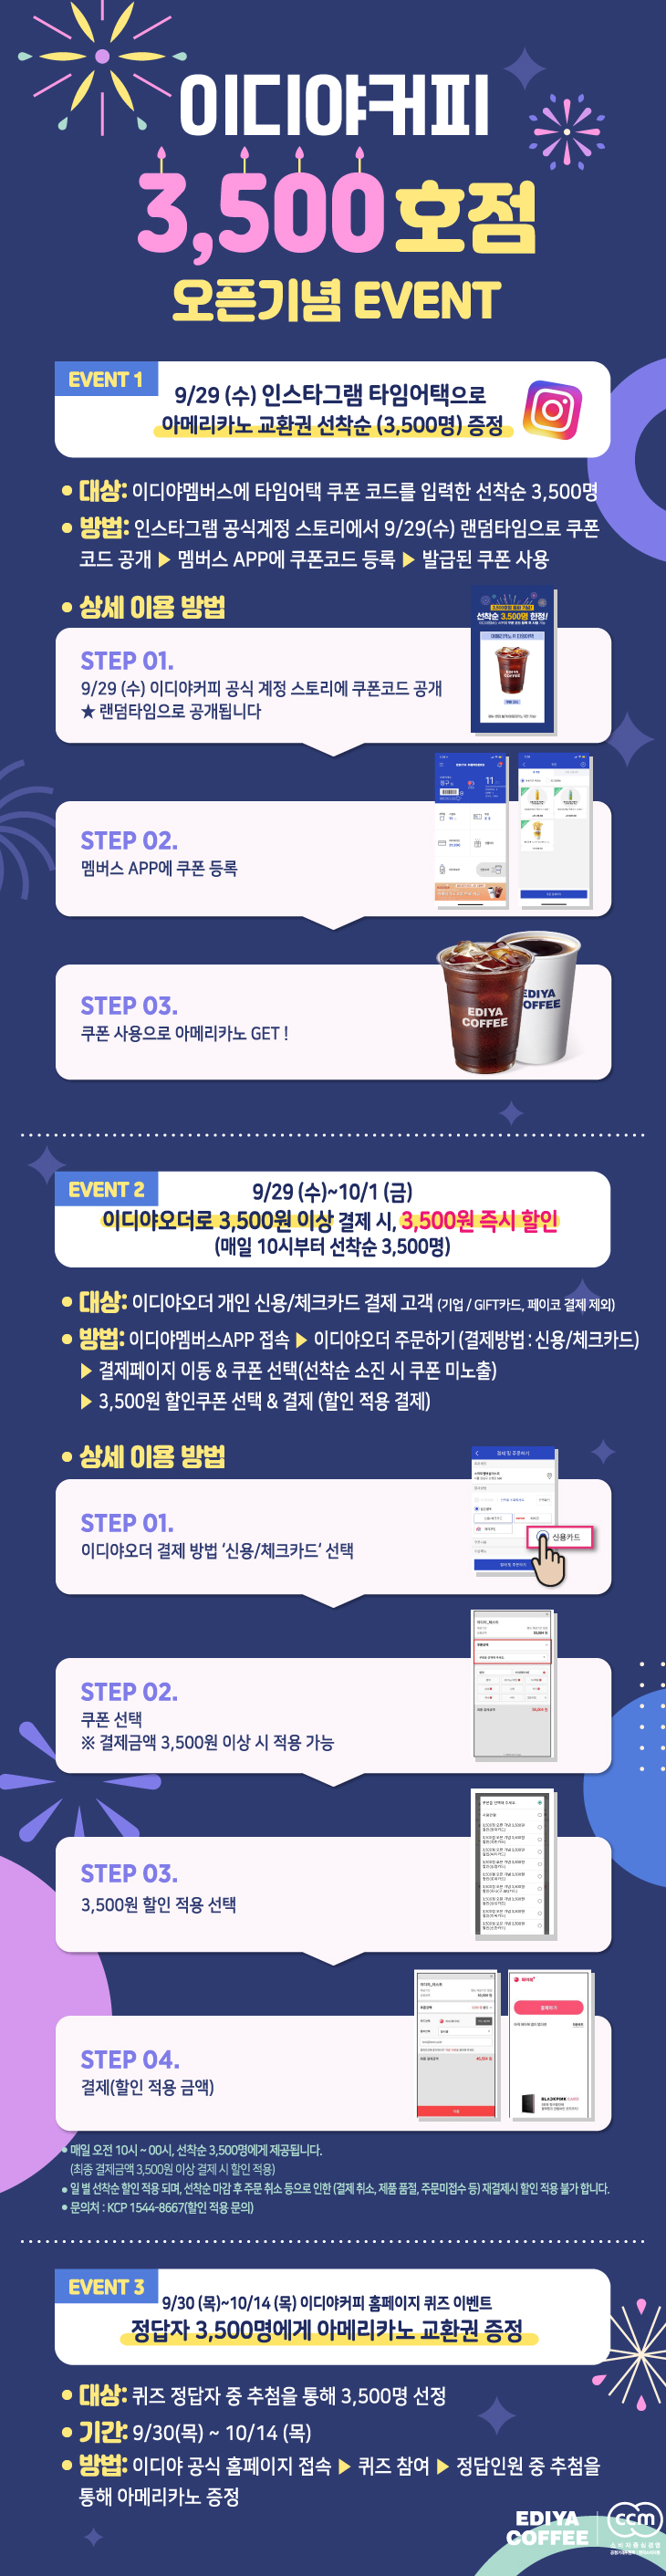 이디야커피
3,500호점
오픈기념 EVENT
EVENT 1
9/29 (수) 인스타그램 타임어택으로
아메리카노 교환권 선착순 (3,500명) 증정
• 대상: 이디야멤버스에 타임어택 쿠폰 코드를 입력한 선착순 3,500명
• 방법: 인스타그램 공식계정 스토리에서 9/29(수) 랜덤타임으로 쿠폰
코드 공개 ▶ 멤버스 APP에 쿠폰코드 등록 ▶ 발급된 쿠폰 사용
• 상세 이용 방법
선착순 3,500명 한정!
STEP 01.
9/29 (수) 이디야커피 공식 계정 스토리에 쿠폰코드 공개
★ 랜덤타임으로 공개됩니다
STEP 02.
멤버스 APP에 쿠폰 등록
STEP 03.
쿠폰 사용으로 아메리카노 GET !
EDIYA
COFFEE
EDIYA
COFFEE
EVENT 2
9/29 (수)~10/1 (금)
이디야오더로 3,500원 이상 결제 시, 3,500원 즉시 할인
(매일 10시부터 선착순 3,500명)
• 대상: 이디야오더 개인 신용/체크카드 결제 고객 (기업 / GIFT카드, 페이코 결제 제외)
• 방법: 이디야멤버스APP 접속 ▶ 이디야오더 주문하기 (결제방법 : 신용/체크카드)
▶ 결제페이지 이동 & 쿠폰 선택(선착순 소진 시 쿠폰 미노출)
▶ 3,500원 할인쿠폰 선택 & 결제 (할인 적용 결제)
• 상세 이용 방법
결제 및 주문하기
신용카드
STEP 01.
이디야오더 결제 방법 ‘신용/체크카드‘ 선택
STEP 02.
쿠폰 선택
※ 결제금액 3,500원 이상 시 적용 가능
STEP 03.
3,500원 할인 적용 선택
결제하기
BLACKPINK CARD
STEP 04.
결제(할인 적용 금액)
• 매일 오전 10시 ~ 00시, 선착순 3,500명에게 제공됩니다.
(최종 결제금액 3,500원 이상 결제 시 할인 적용)
• 일 별 선착순 할인 적용 되며, 선착순 마감 후 주문 취소 등으로 인한 (결제 취소, 제품 품절, 주문미접수 등) 재결제시 할인 적용 불가 합니다.
• 문의처 : KCP 1544-8667(할인 적용 문의)
EVENT 3
9/30 (목)~10/14 (목) 이디야커피 홈페이지 퀴즈 이벤트
정답자 3,500명에게 아메리카노 교환권 증정
• 대상: 퀴즈 정답자 중 추첨을 통해 3,500명 선정
• 기간: 9/30(목) ~ 10/14 (목)
• 방법: 이디야 공식 홈페이지 접속 ▶ 퀴즈 참여 ▶ 정답인원 중 추첨을
통해 아메리카노 증정
EDIYA
COFFEE
ccm
소비자중심경영